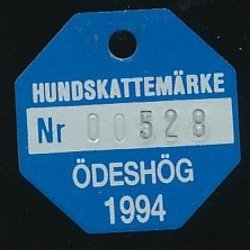 HUNDSKATTEMÄRKE
Nr 00528
ÖDESHÖG
1994